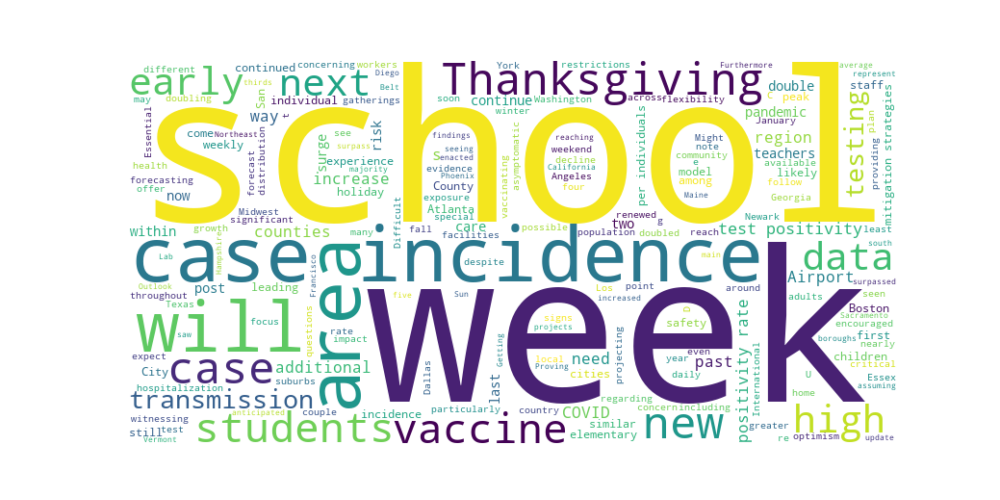 different
continued
concerning
workers
York
restrictions
Furthermore
average
early
thirds
Belt
Diego
next
Thanksgiving
double
staff
represent
may
doubling
San
individual
gatherings
soon
continue
Washington
across
flexibility
c
peak
Essential
way
winter
pandemic
January
testing
plan
providing
mitigation strategies
school
come
Northeast
weekly
forecast
distribution
surge
see
surpass
risk
findings
reaching
Might
region
teachers
health
experience
majority
S
seeing
enacted
weekend
note
community
e
available
forecasting
increase
evidence
Phoenix
decline
California
model
likely
offer
holiday
County
Angeles
among
follow
now
exposure
four
vaccinating
asymptomatic
per individuals
Maine
Georgia
Midwest
significant
Atlanta
special
renewed
g
Newark
least
within
growth
many
Difficult
fall
care
possible
two
reach
test positivity
counties
facilities
population
doubled
south
Hampshire
case
incidence
data
Lab
despite
main
Outlook
post
leading
Francisco
area
week
Los
around
Airport
surpassed
throughout
five
Sun
increased
point
adults
seen
Texas
will
focus
questions
Boston
Sacramento
saw
rate
impact
signs
projects
safety
encouraged
first
boroughs
nearly
expect
City
case
additional
Dallas
last
Getting
Proving
local
need
cities
projecting
year
even
past
daily
positivity rate
International
children
critical
assuming
U
Essex
hospitalization
suburbs
home
transmission
couple
witnessing
anticipated
incidence
particularly
country
regarding
concern
including
still
test
Vermont
students
vaccine
COVID
similar
elementary
new
greater
re
high
optimism
update